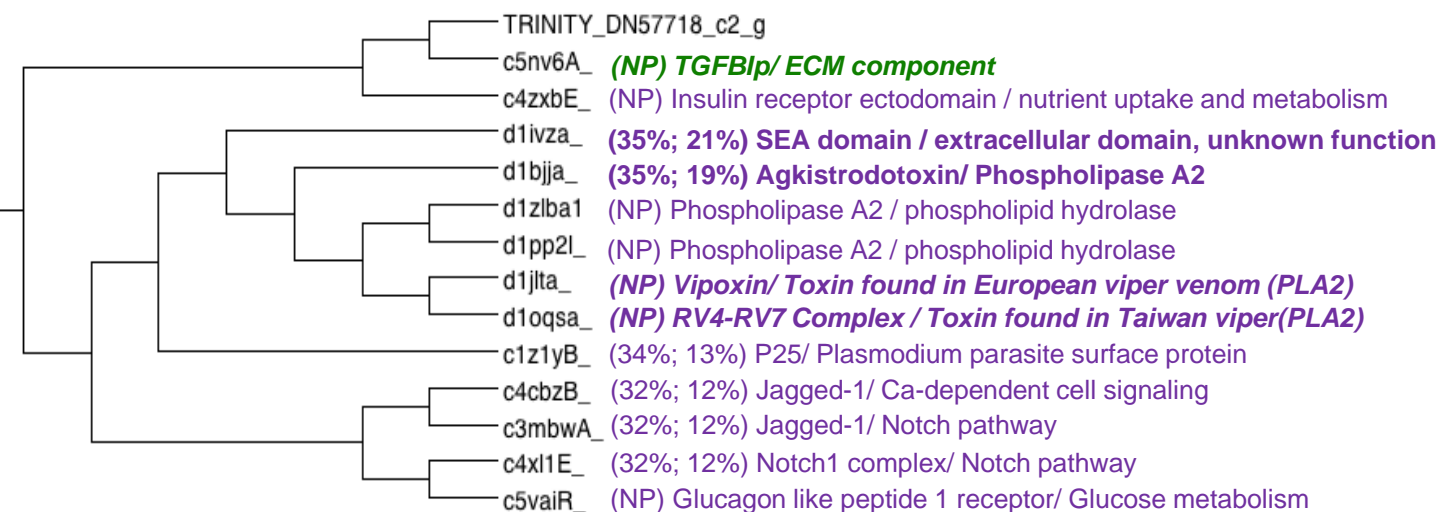 TRINITY_DN57718_c2_g
c5nv6A_ (NP) TGFBIp/ ECM component
c4zxbE_ (NP) Insulin receptor ectodomain / nutrient uptake and metabolism
d1ivza_ (35%; 21%) SEA domain / extracellular domain, unknown function
d1bjja_ (35%; 19%) Agkistrodotoxin/ Phospholipase A2
d1zlba1 (NP) Phospholipase A2 / phospholipid hydrolase
d1pp2l_ (NP) Phospholipase A2 / phospholipid hydrolase
d1jlta_ (NP) Vipoxin/ Toxin found in European viper venom (PLA2)
d1oqsa_ (NP) RV4-RV7 Complex / Toxin found in Taiwan viper(PLA2)
c1z1yB_ (34%; 13%) P25/ Plasmodium parasite surface protein
c4cbzB_ (32%; 12%) Jagged-1/ Ca-dependent cell signaling
c3mbwA_ (32%; 12%) Jagged-1/ Notch pathway
c4xl1E_ (32%; 12%) Notch1 complex/ Notch pathway
c5vaiR_ (NP) Glucagon like peptide 1 receptor/ Glucose metabolism